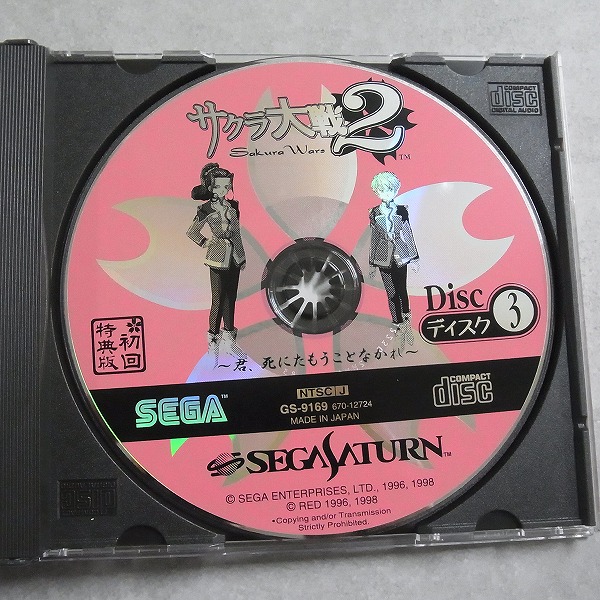 サクラ大戦2
Sakura Wars
TM
COMPACT
disc
DIGITAL AUDIO
Disc
ディスク
3
初回
特典版
～君、死にたもうことなかれ～
SEGA™
NTSC J
GS-9169 670-12724
MADE IN JAPAN
COMPACT
disc
SEGA SATURN™
© SEGA ENTERPRISES, LTD., 1996, 1998
© RED 1996, 1998
•Copying and/or Transmission
Strictly Prohibited.